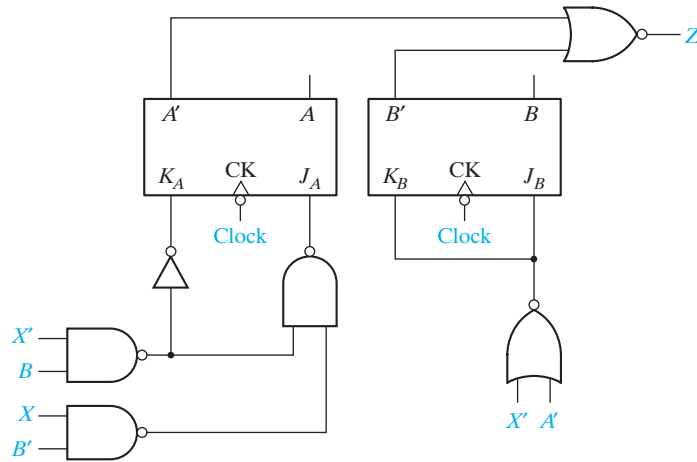 Z
A′ A B′ B
K_A CK J_A K_B CK J_B
Clock Clock
X′
B
X
B′
X′ A′